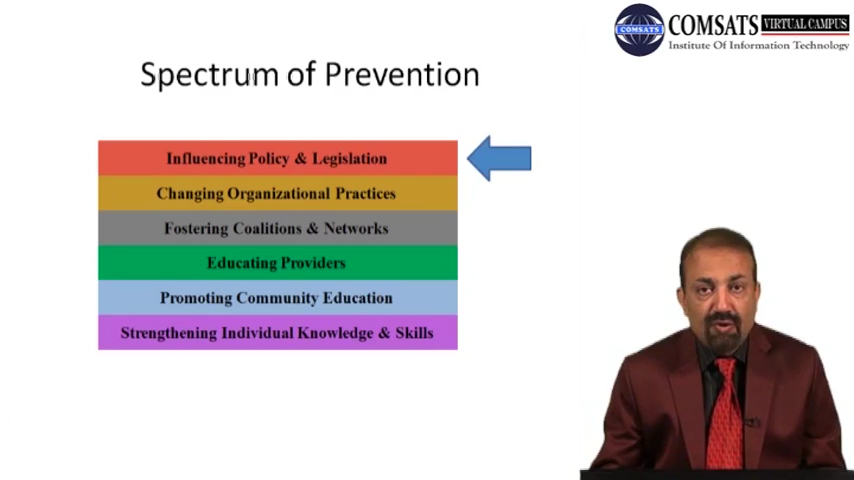 COMSATS VIRTUAL CAMPUS
COMSATS
Institute Of Information Technology
Spectrum of Prevention
Influencing Policy & Legislation
Changing Organizational Practices
Fostering Coalitions & Networks
Educating Providers
Promoting Community Education
Strengthening Individual Knowledge & Skills